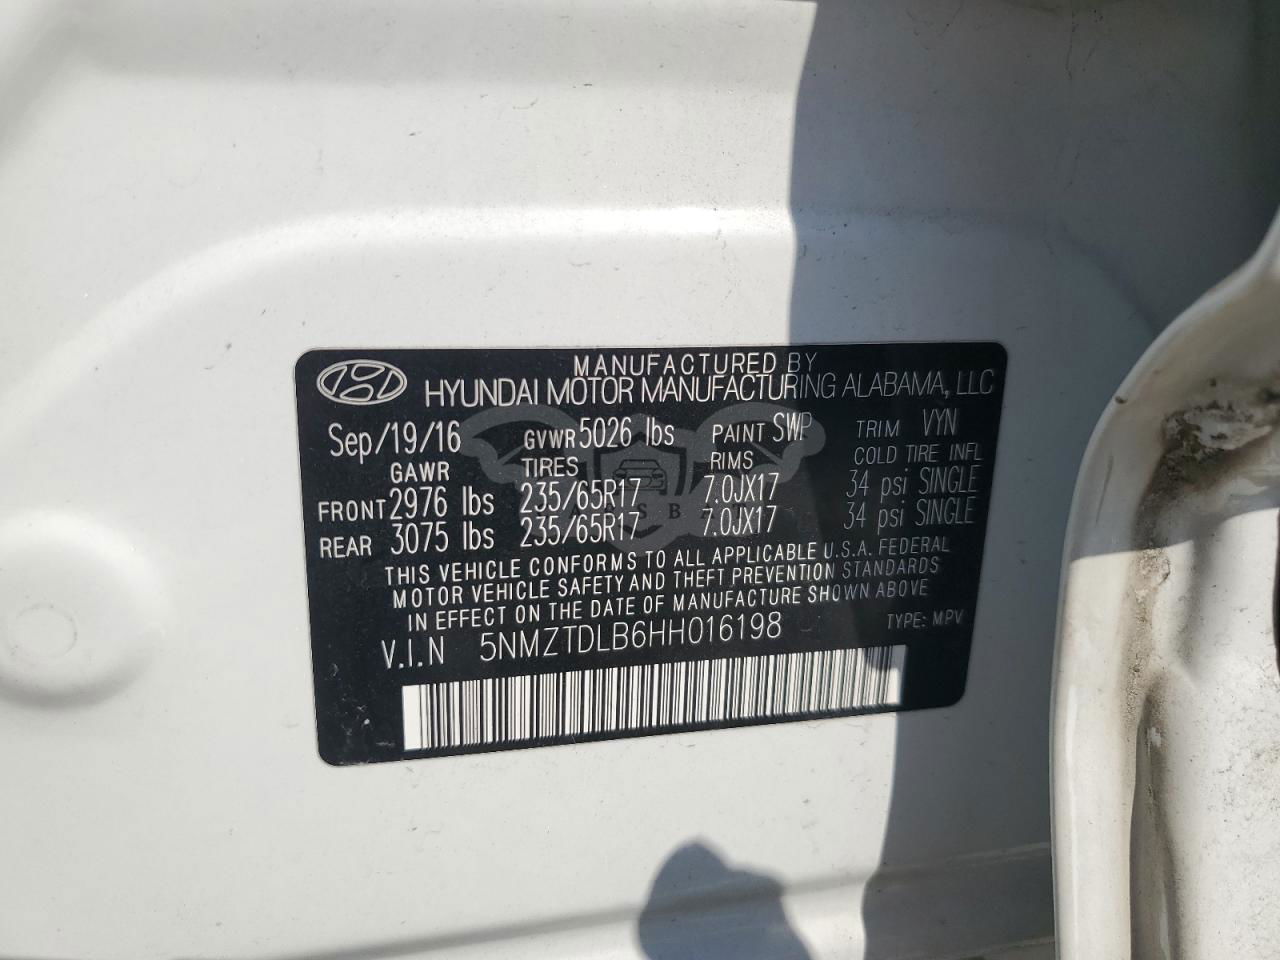 MANUFACTURED BY
HYUNDAI MOTOR MANUFACTURING ALABAMA, LLC
Sep/19/16 GVWR 5026 lbs PAINT SWP TRIM VYN
GAWR TIRES RIMS COLD TIRE INFL
FRONT 2976 lbs 235/65R17 7.0JX17 34 psi SINGLE
REAR 3075 lbs 235/65R17 7.0JX17 34 psi SINGLE
THIS VEHICLE CONFORMS TO ALL APPLICABLE U.S.A. FEDERAL
MOTOR VEHICLE SAFETY AND THEFT PREVENTION STANDARDS
IN EFFECT ON THE DATE OF MANUFACTURE SHOWN ABOVE
V.I.N 5NMZTDLB6HH016198 TYPE: MPV